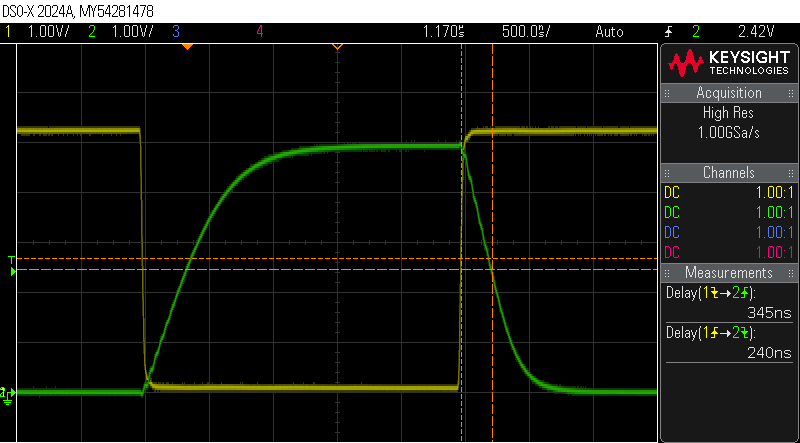 DSO-X 2024A, MY54281478
1 1.00V/ 2 1.00V/ 3 4 1.170s 500.0s/ Auto 2 2.42V
KEYSIGHT
TECHNOLOGIES
Acquisition
High Res
1.00GSa/s
Channels
DC 1.00:1
DC 1.00:1
DC 1.00:1
DC 1.00:1
Measurements
Delay(1→2):
345ns
Delay(1→2):
240ns
T